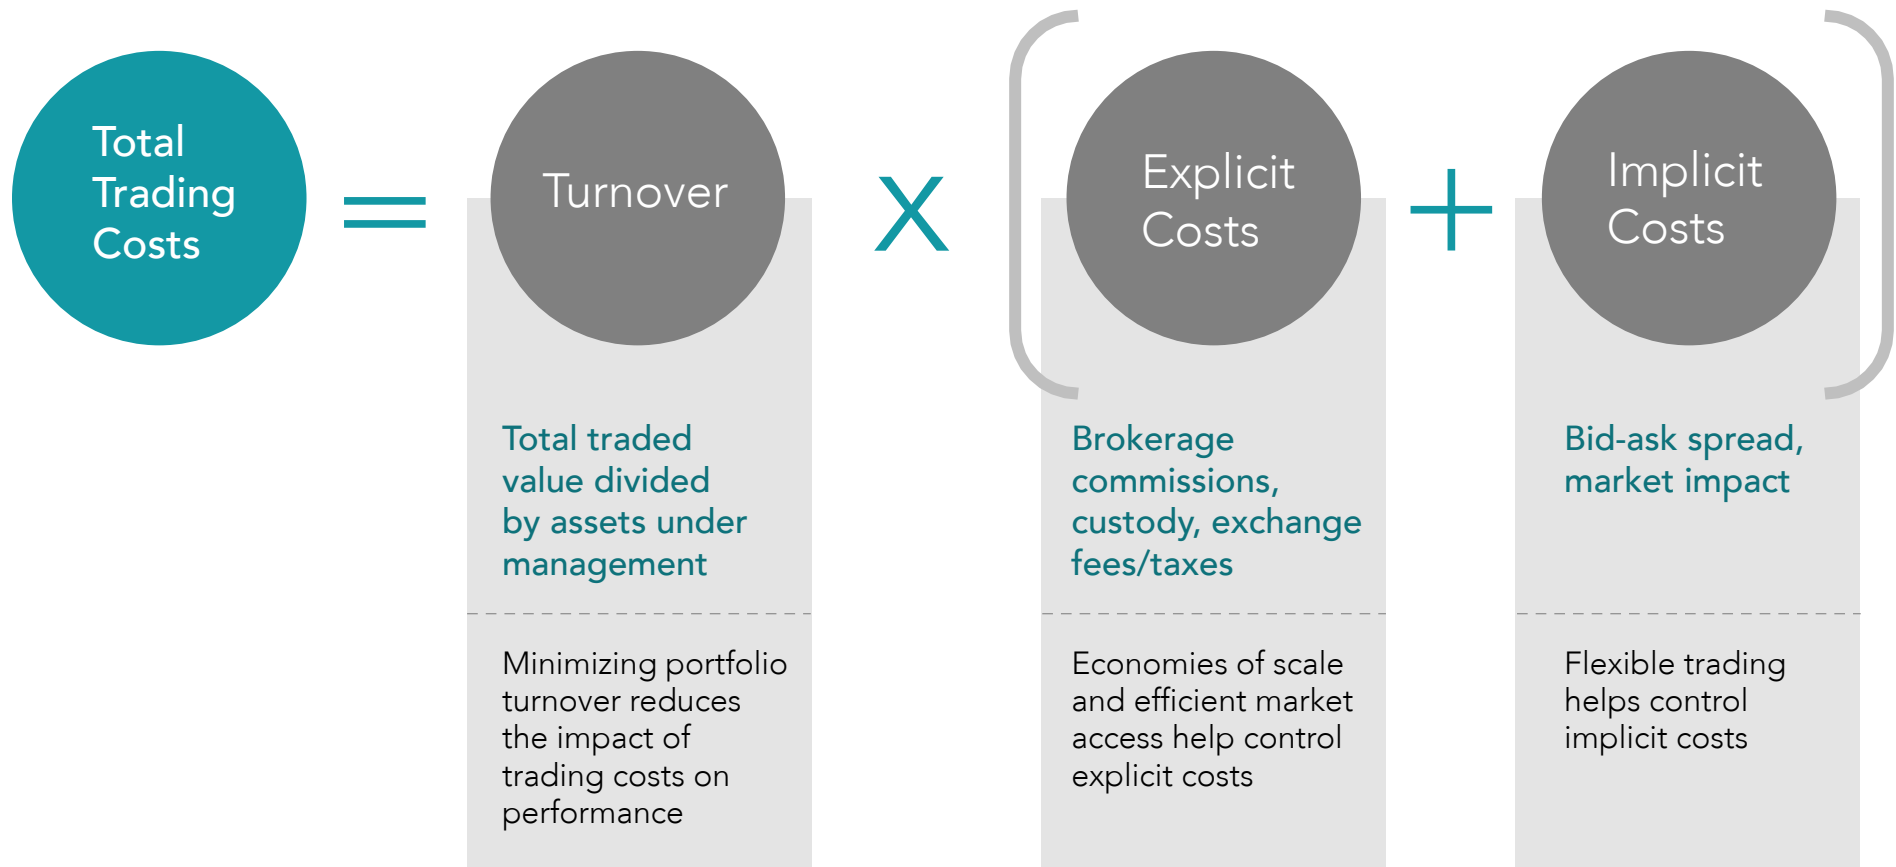 Total
Trading
Costs
=
Turnover
X
Explicit
Costs
+
Implicit
Costs
Total traded
value divided
by assets under
management
Minimizing portfolio
turnover reduces
the impact of
trading costs on
performance
Brokerage
commissions,
custody, exchange
fees/taxes
Economies of scale
and efficient market
access help control
explicit costs
Bid-ask spread,
market impact
Flexible trading
helps control
implicit costs